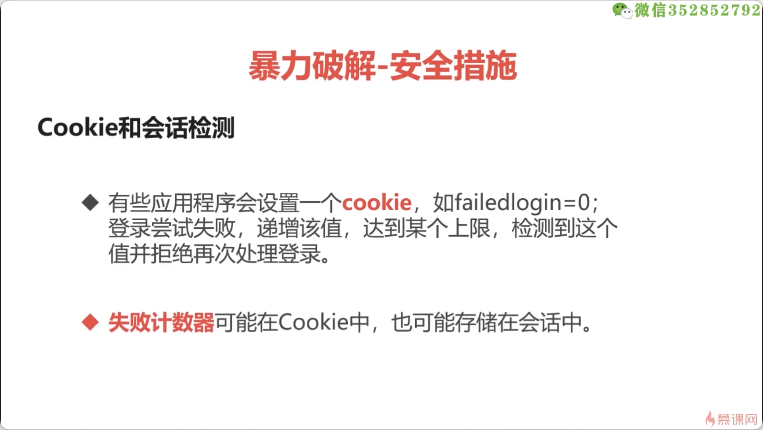 微信352852792
暴力破解-安全措施
Cookie和会话检测
◆ 有些应用程序会设置一个cookie，如failedlogin=0；
登录尝试失败，递增该值，达到某个上限，检测到这个
值并拒绝再次处理登录。
◆ 失败计数器可能在Cookie中，也可能存储在会话中。
慕课网